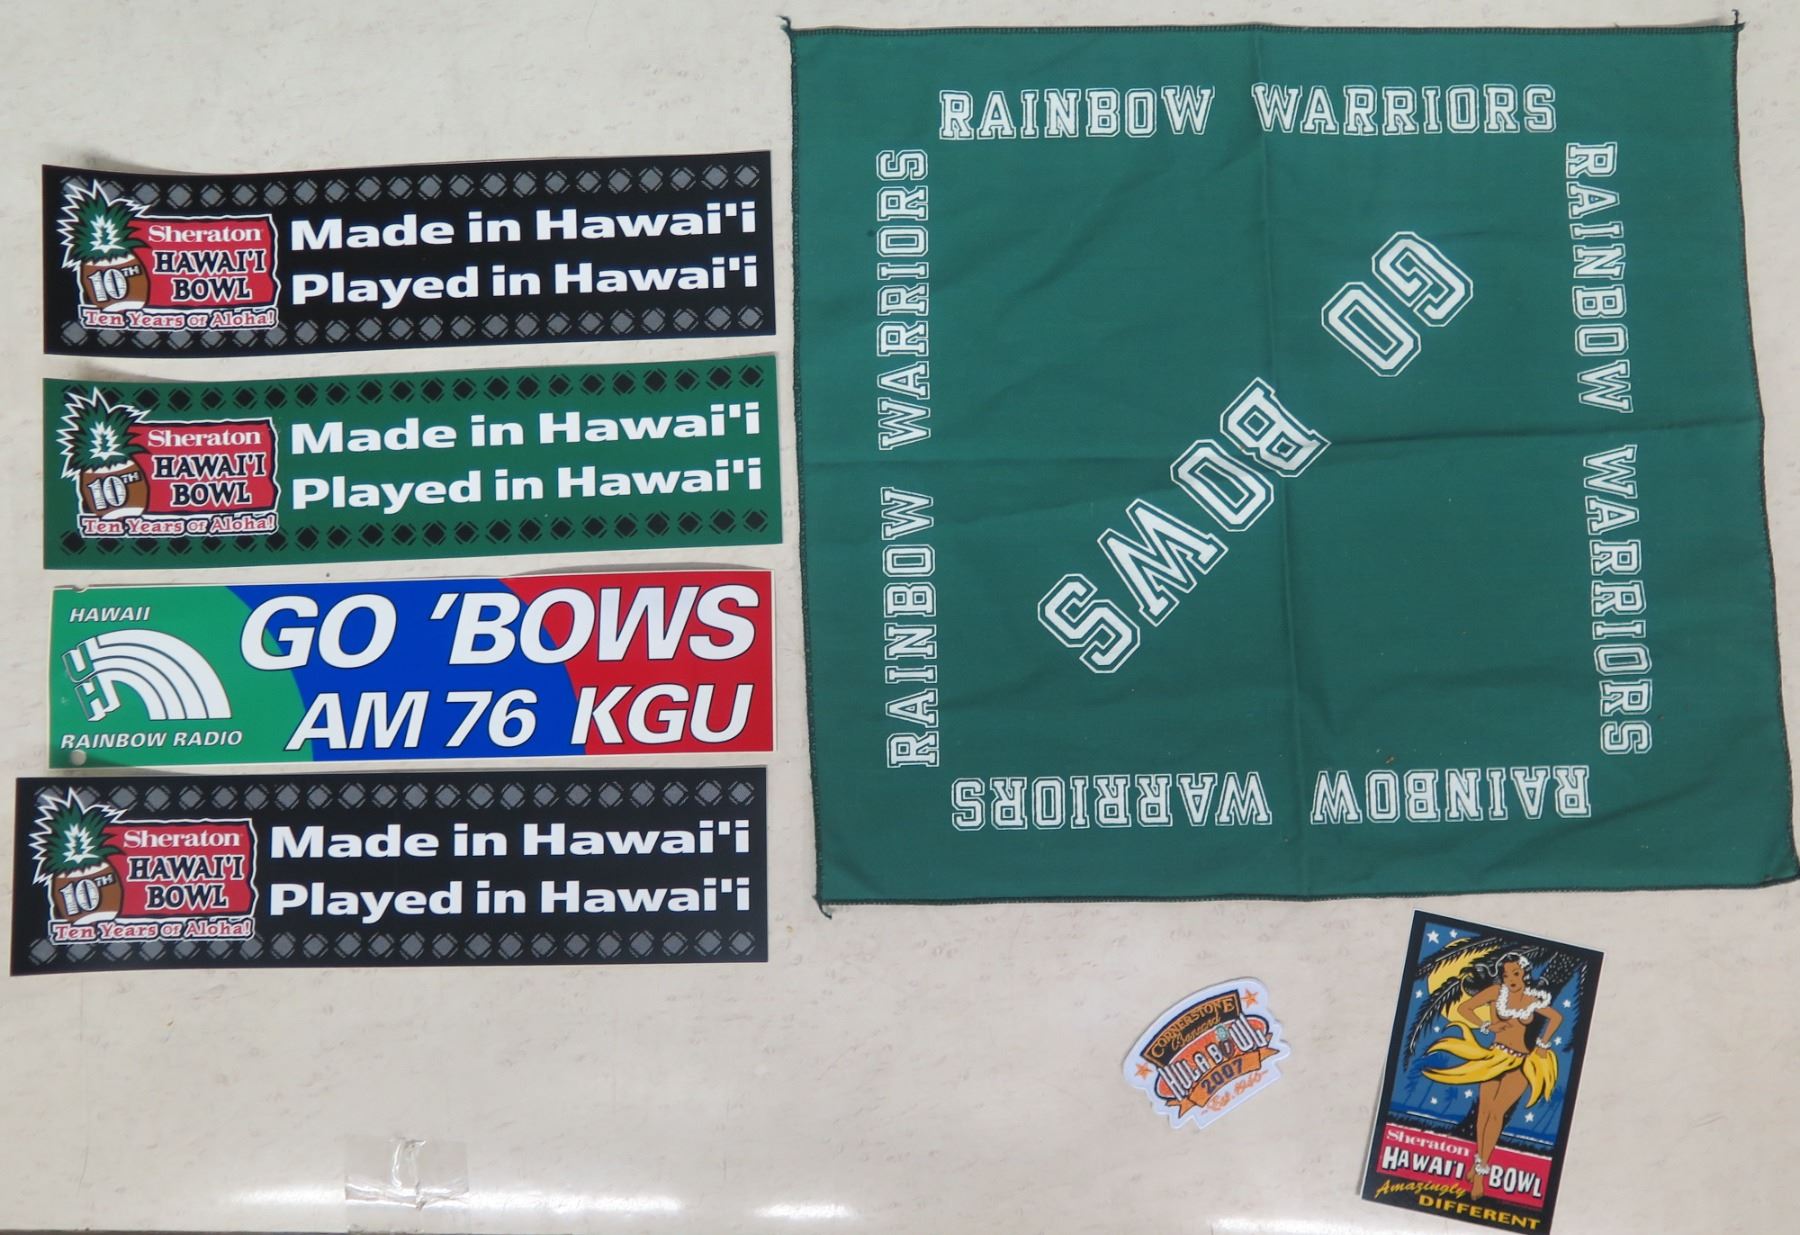 Sheraton
HAWAI'I
BOWL
10TH
Ten Years of Aloha!
Made in Hawai'i
Played in Hawai'i
Sheraton
HAWAI'I
BOWL
10TH
Ten Years of Aloha!
Made in Hawai'i
Played in Hawai'i
HAWAII
UH
RAINBOW RADIO
GO 'BOWS
AM 76 KGU
Sheraton
HAWAI'I
BOWL
10TH
Ten Years of Aloha!
Made in Hawai'i
Played in Hawai'i
RAINBOW WARRIORS
RAINBOW WARRIORS
RAINBOW WARRIORS
RAINBOW WARRIORS
GO BOWS
CORNERSTONE
Bancard
HULA BOWL
2007
Est. 1946
Sheraton
HAWAI'I BOWL
Amazingly
DIFFERENT